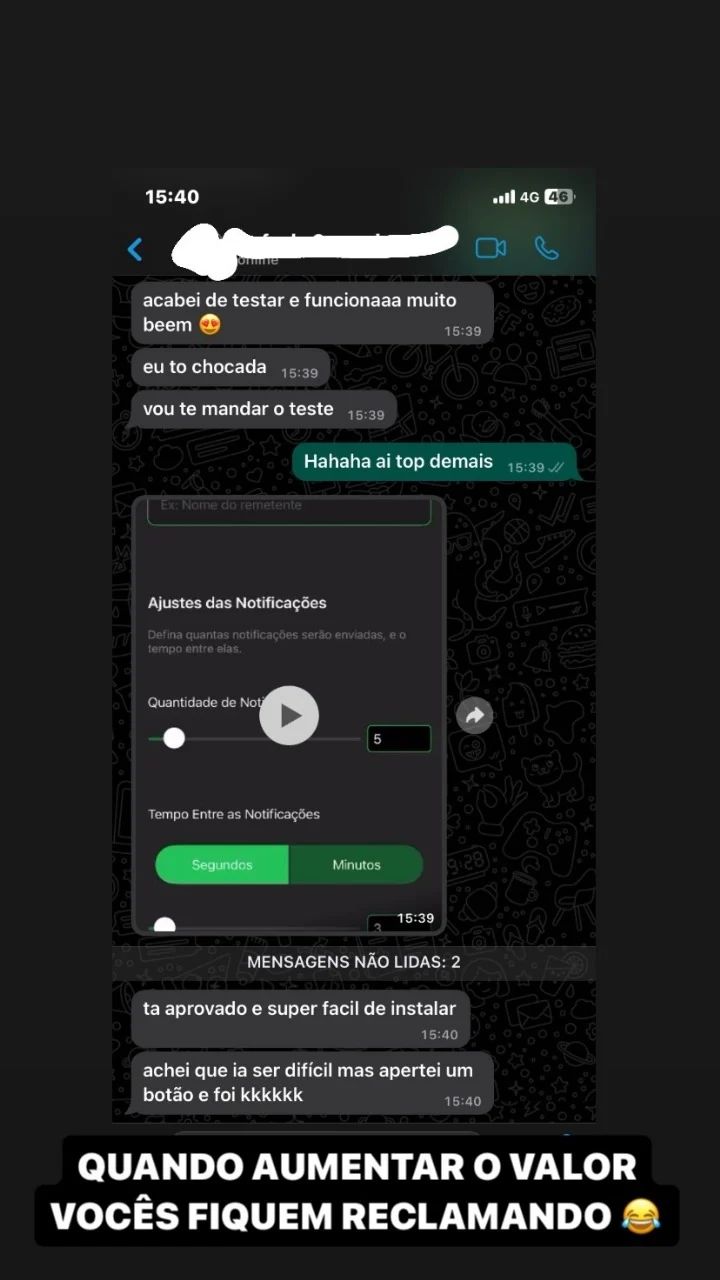 15:40
4G 46
online
acabei de testar e funcionaaa muito
beem 😍
15:39
eu to chocada 15:39
vou te mandar o teste 15:39
Hahaha ai top demais 15:39
Ex: Nome do remetente
Ajustes das Notificações
Defina quantas notificações serão enviadas, e o
tempo entre elas.
Quantidade de
5
Tempo Entre as Notificações
Segundos Minutos
3
15:39
MENSAGENS NÃO LIDAS: 2
ta aprovado e super facil de instalar
15:40
achei que ia ser difícil mas apertei um
botão e foi kkkkkk
15:40
QUANDO AUMENTAR O VALOR
VOCÊS FIQUEM RECLAMANDO 😂